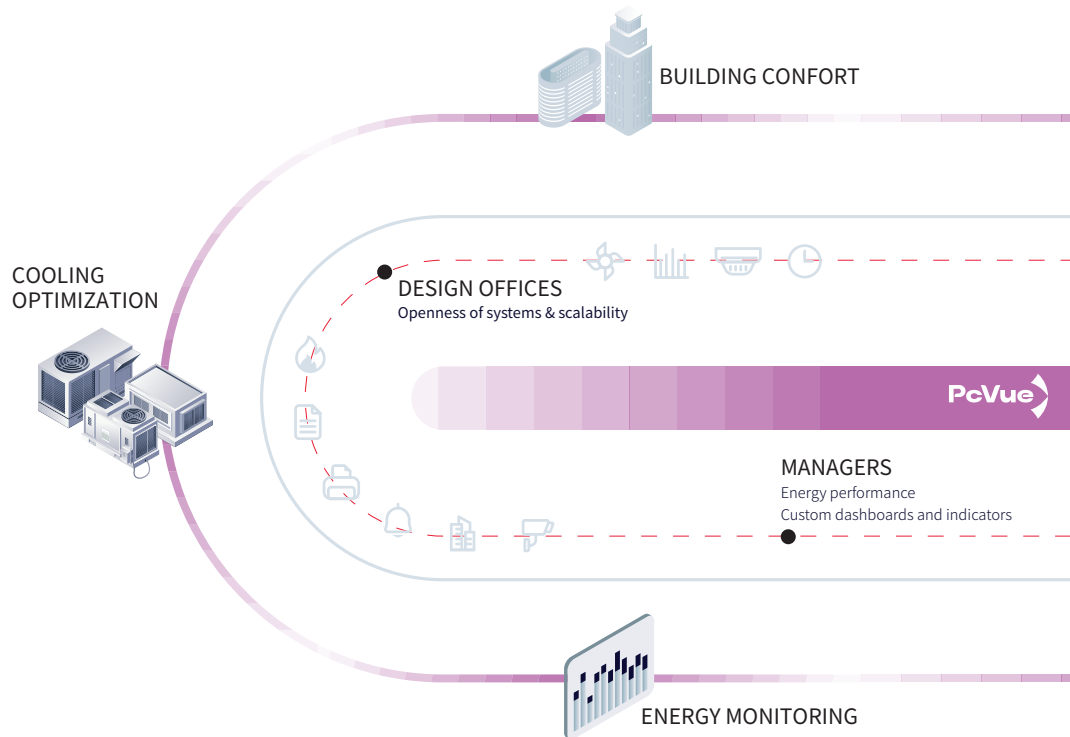 BUILDING CONFORT
COOLING
OPTIMIZATION
DESIGN OFFICES
Openness of systems & scalability
PcVue
MANAGERS
Energy performance
Custom dashboards and indicators
ENERGY MONITORING